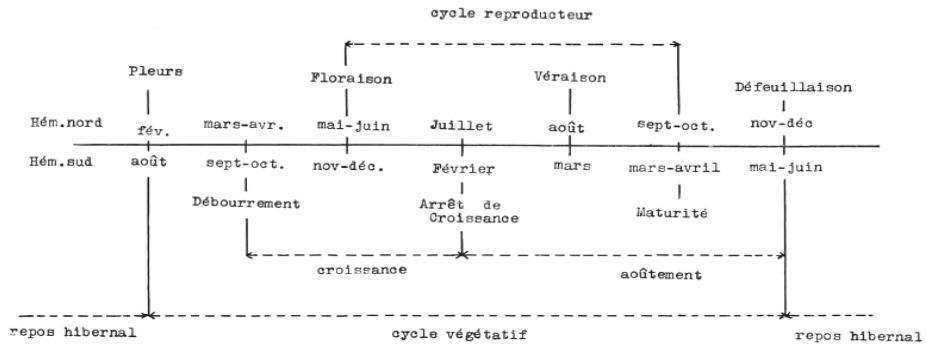 cycle reproducteur
Pleurs Floraison Véraison Défeuillaison
Hém.nord fév. mars-avr. mai-juin Juillet août sept-oct. nov-déc
Hém.sud août sept-oct. nov-déc. Février mars mars-avril mai-juin
Débourrement Arrêt de Croissance Maturité
croissance aoûtement
repos hibernal cycle végétatif repos hibernal